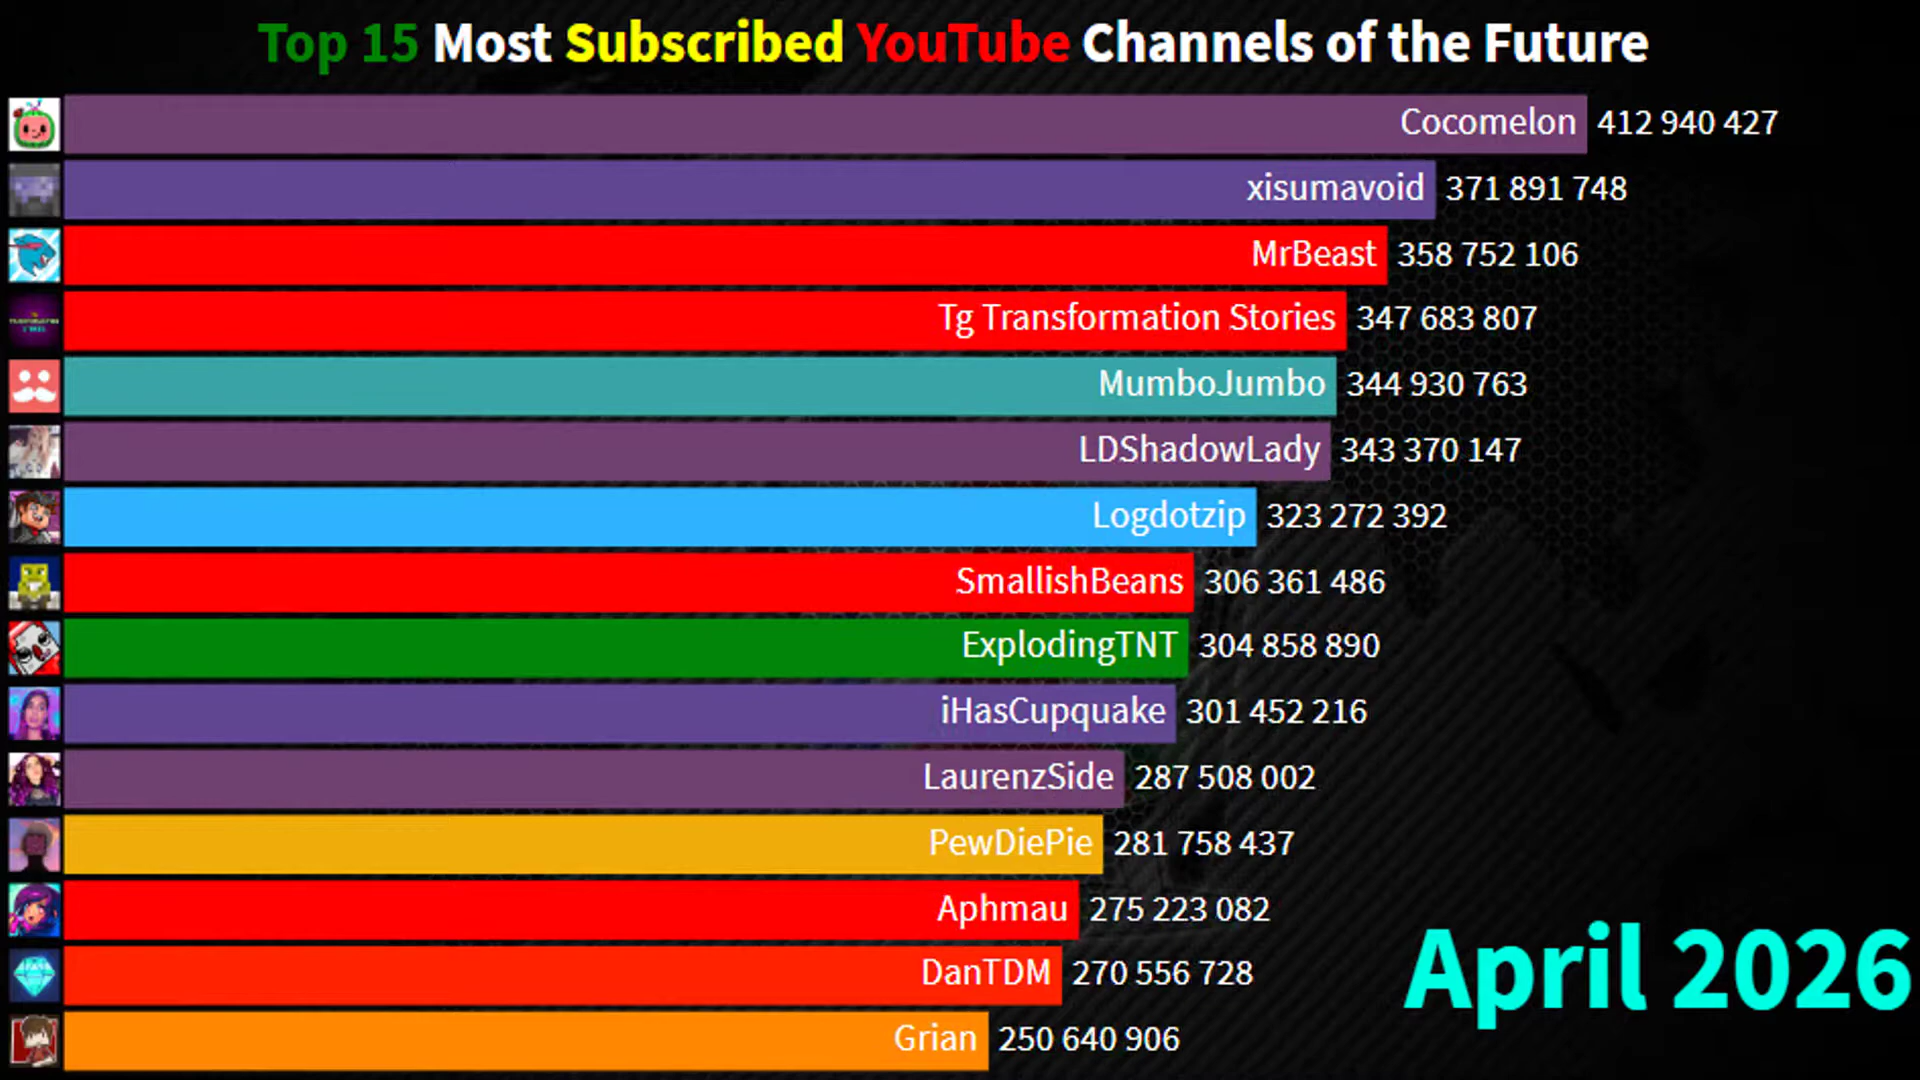 Top 15 Most Subscribed YouTube Channels of the Future
Cocomelon 412 940 427
xisumavoid 371 891 748
MrBeast 358 752 106
Tg Transformation Stories 347 683 807
MumboJumbo 344 930 763
LDShadowLady 343 370 147
Logdotzip 323 272 392
SmallishBeans 306 361 486
ExplodingTNT 304 858 890
iHasCupquake 301 452 216
LaurenzSide 287 508 002
PewDiePie 281 758 437
Aphmau 275 223 082
DanTDM 270 556 728
Grian 250 640 906
April 2026